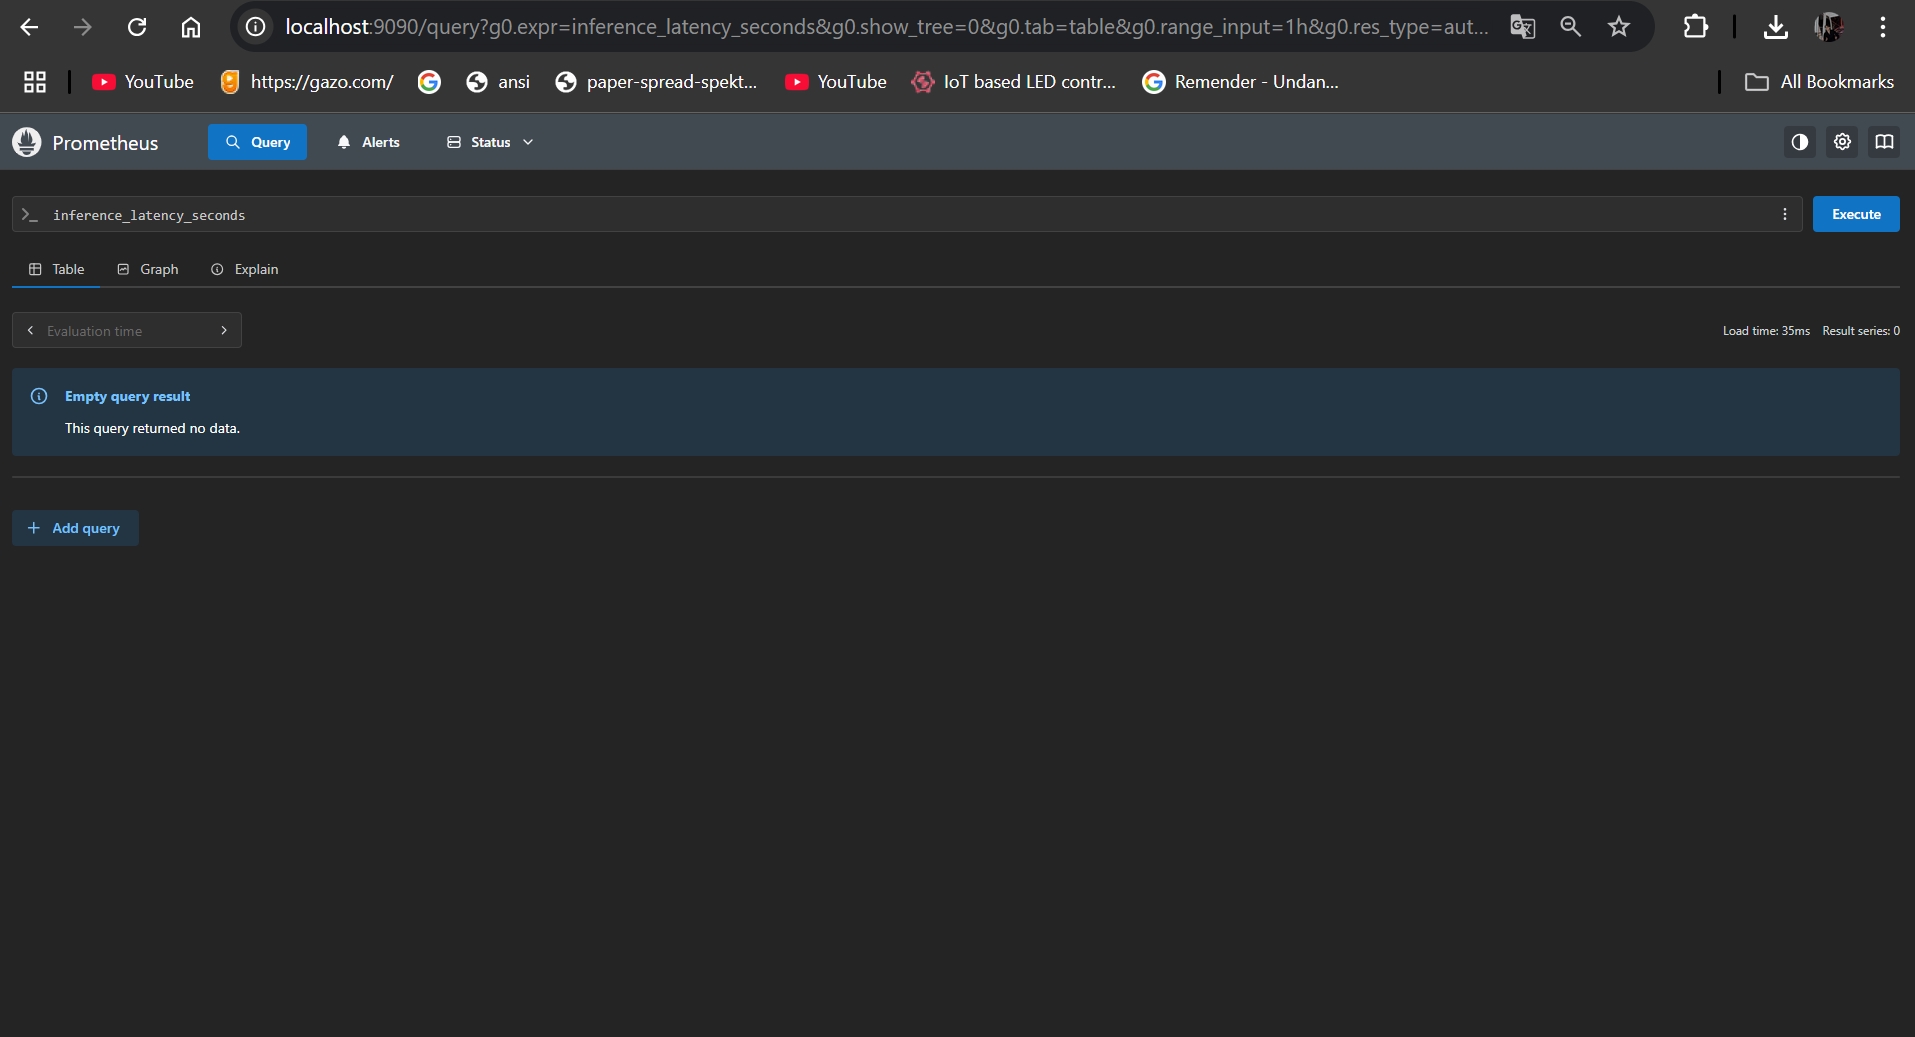 localhost:9090/query?g0.expr=inference_latency_seconds&g0.show_tree=0&g0.tab=table&g0.range_input=1h&g0.res_type=aut...
YouTube https://gazo.com/ ansi paper-spread-spekt... YouTube IoT based LED contr... Remender - Undan... All Bookmarks
Prometheus Query Alerts Status
>_ inference_latency_seconds Execute
Table Graph Explain
Evaluation time Load time: 35ms Result series: 0
Empty query result
This query returned no data.
+ Add query